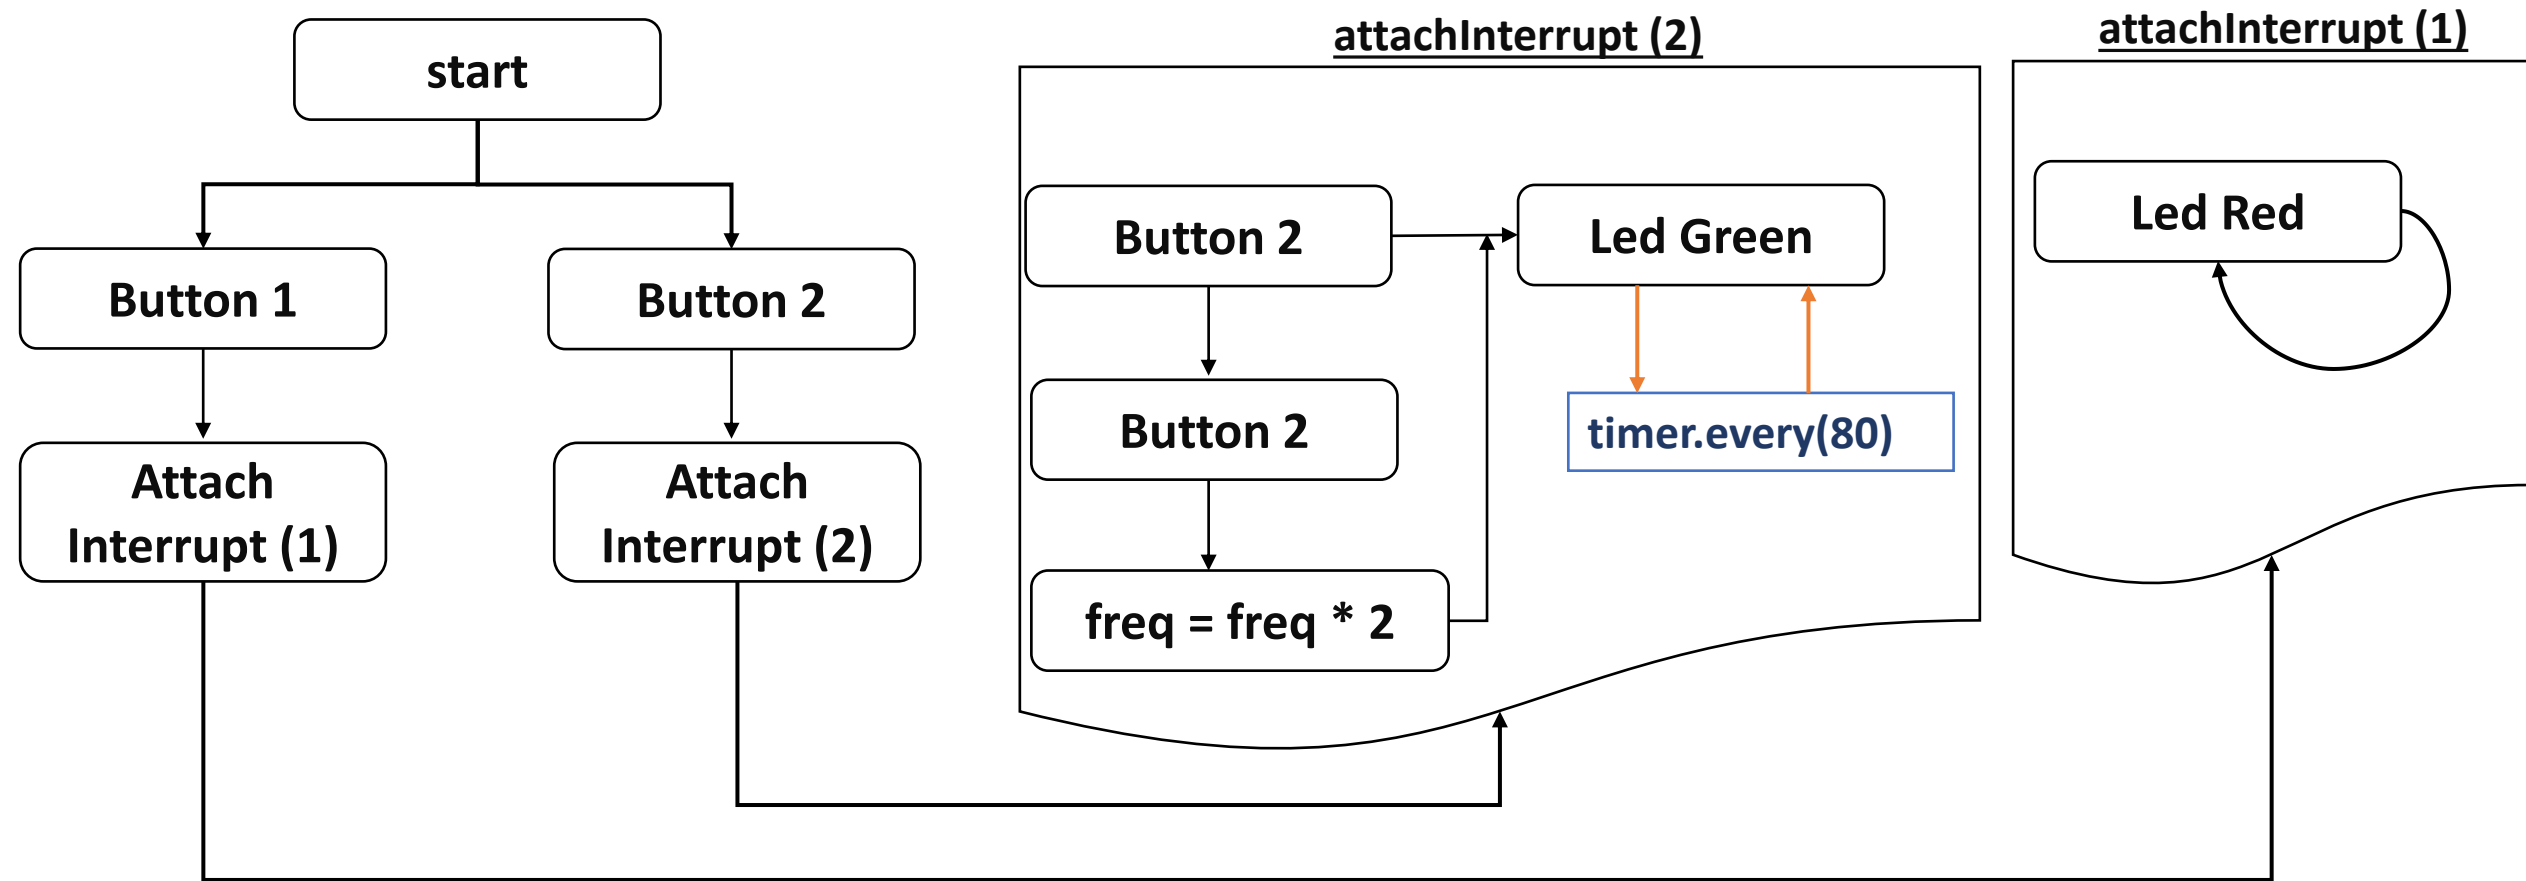 start
Button 1
Button 2
Attach
Interrupt (1)
Attach
Interrupt (2)
attachInterrupt (2)
Button 2
Led Green
Button 2
timer.every(80)
freq = freq * 2
attachInterrupt (1)
Led Red